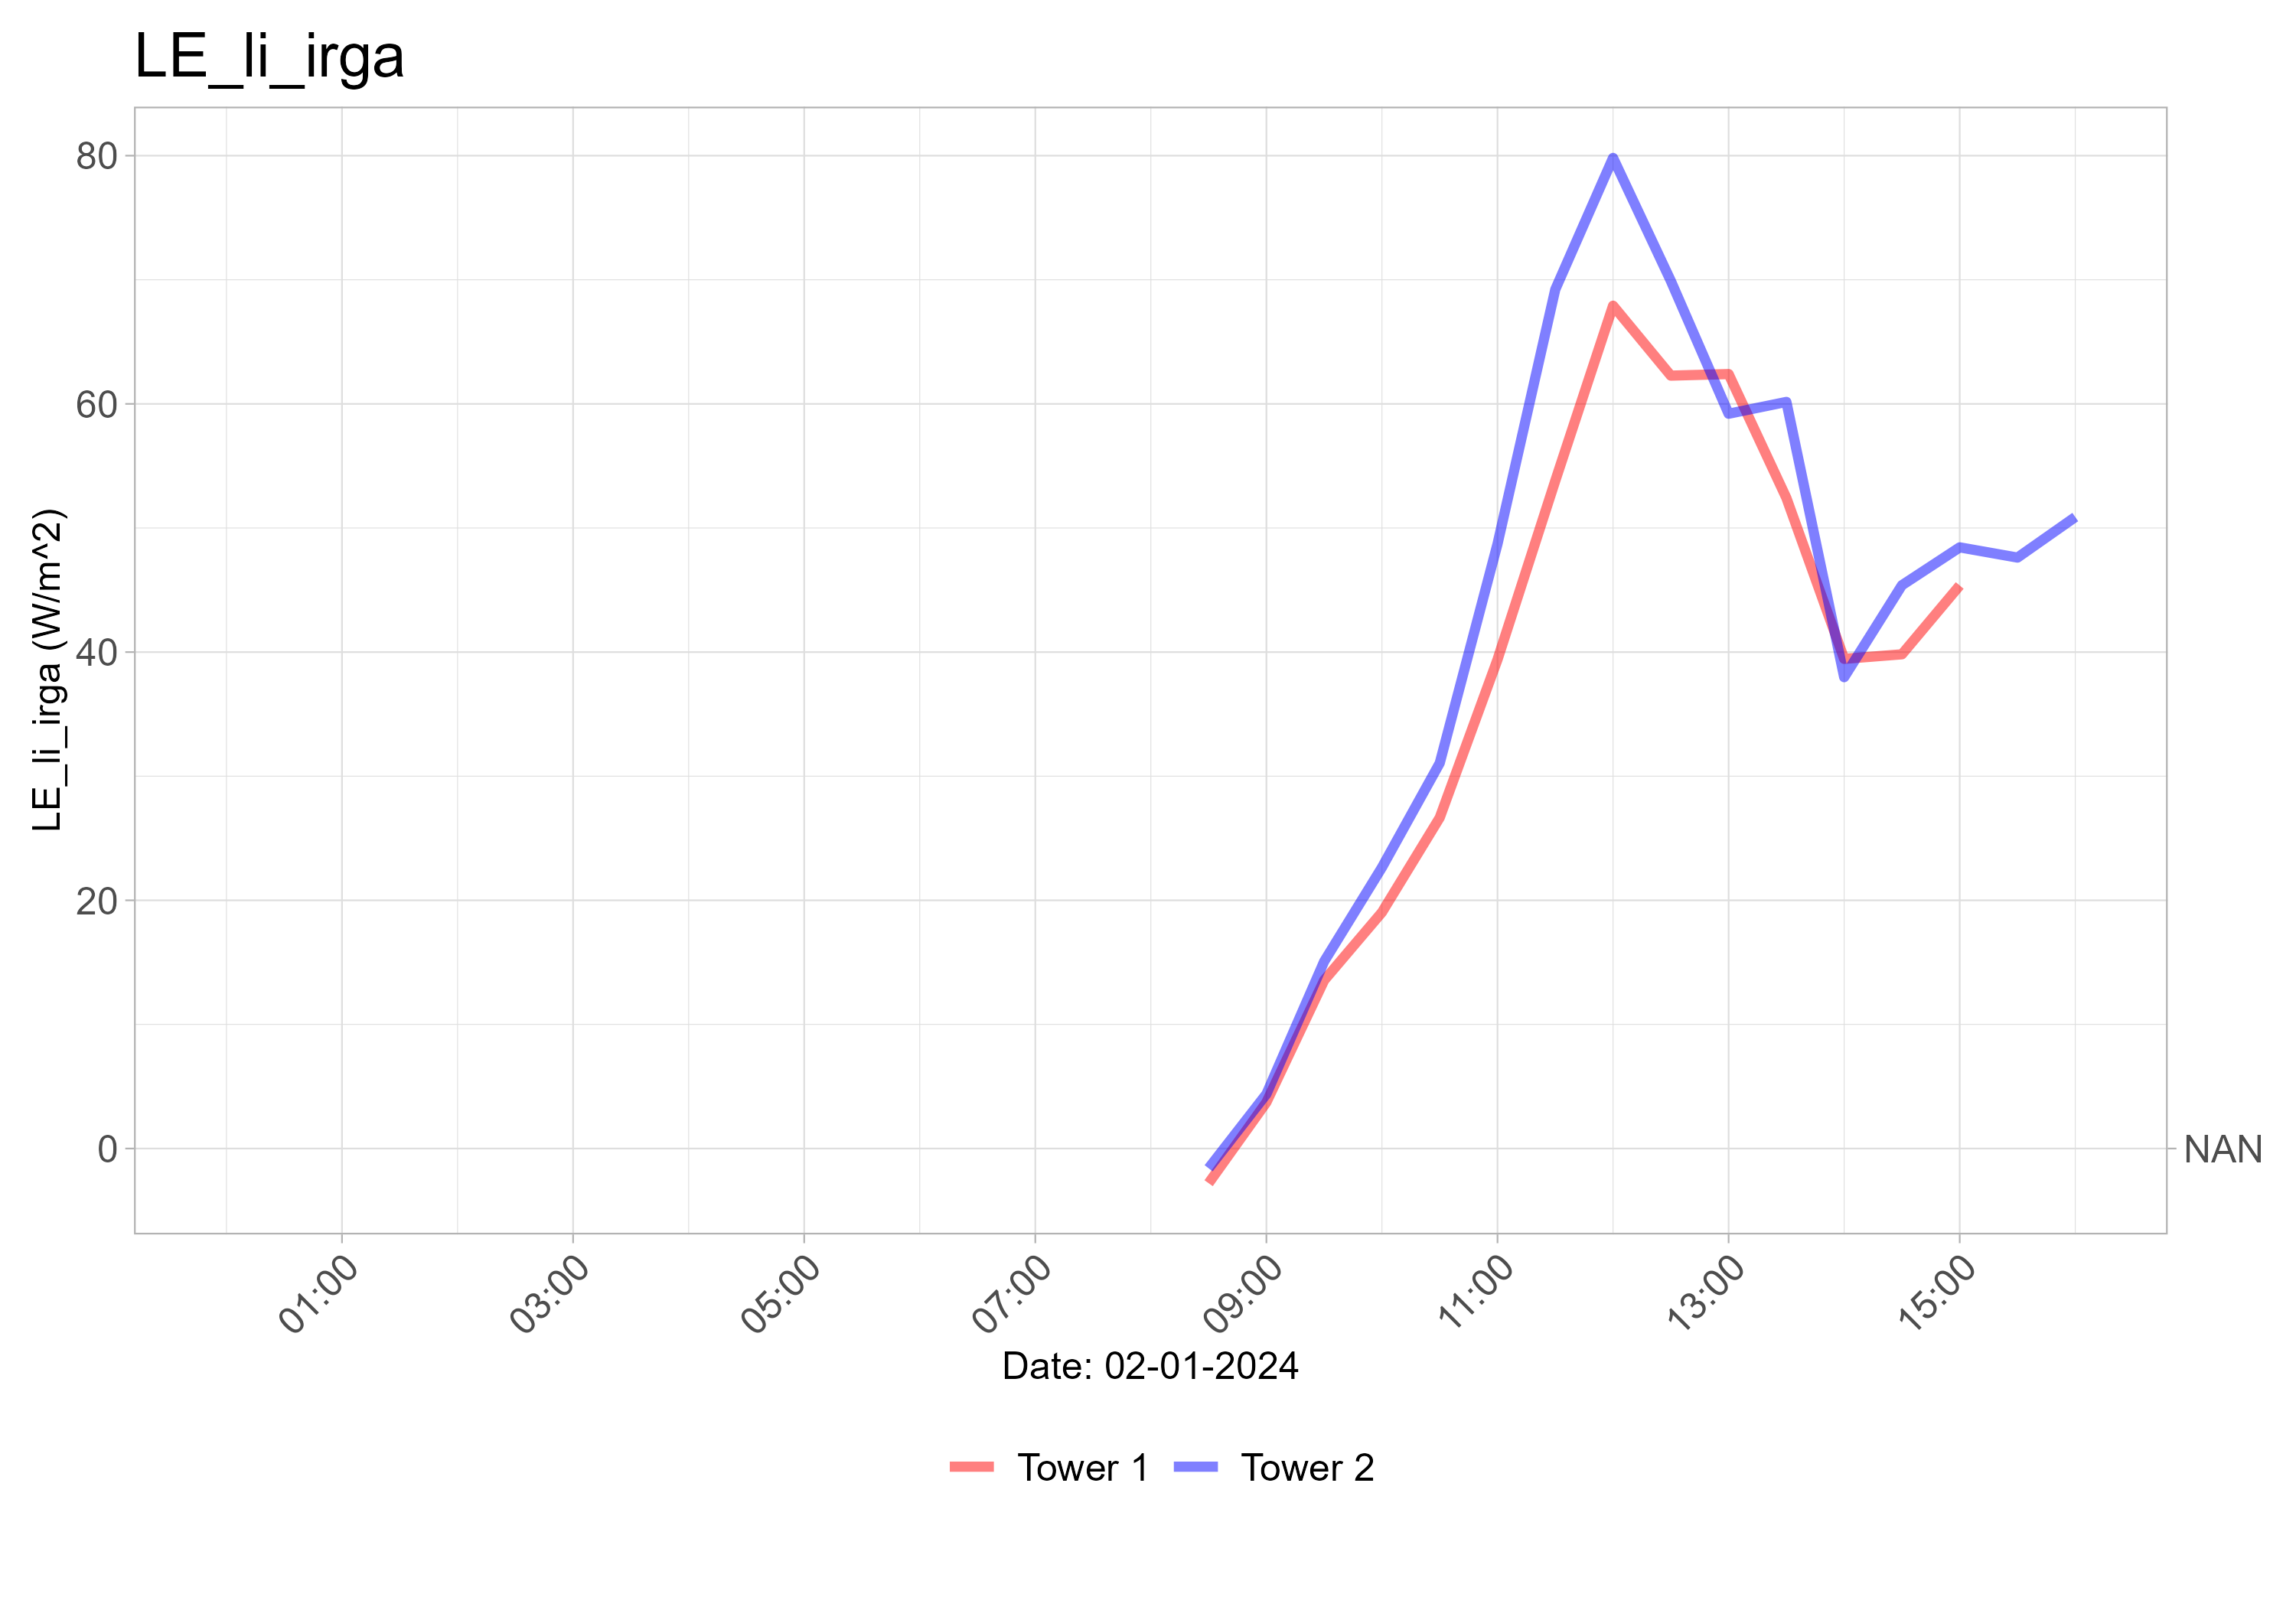 LE_li_irga
LE_li_irga (W/m^2)
80
60
40
20
0
NAN
01:00
03:00
05:00
07:00
09:00
11:00
13:00
15:00
Date: 02-01-2024
Tower 1
Tower 2